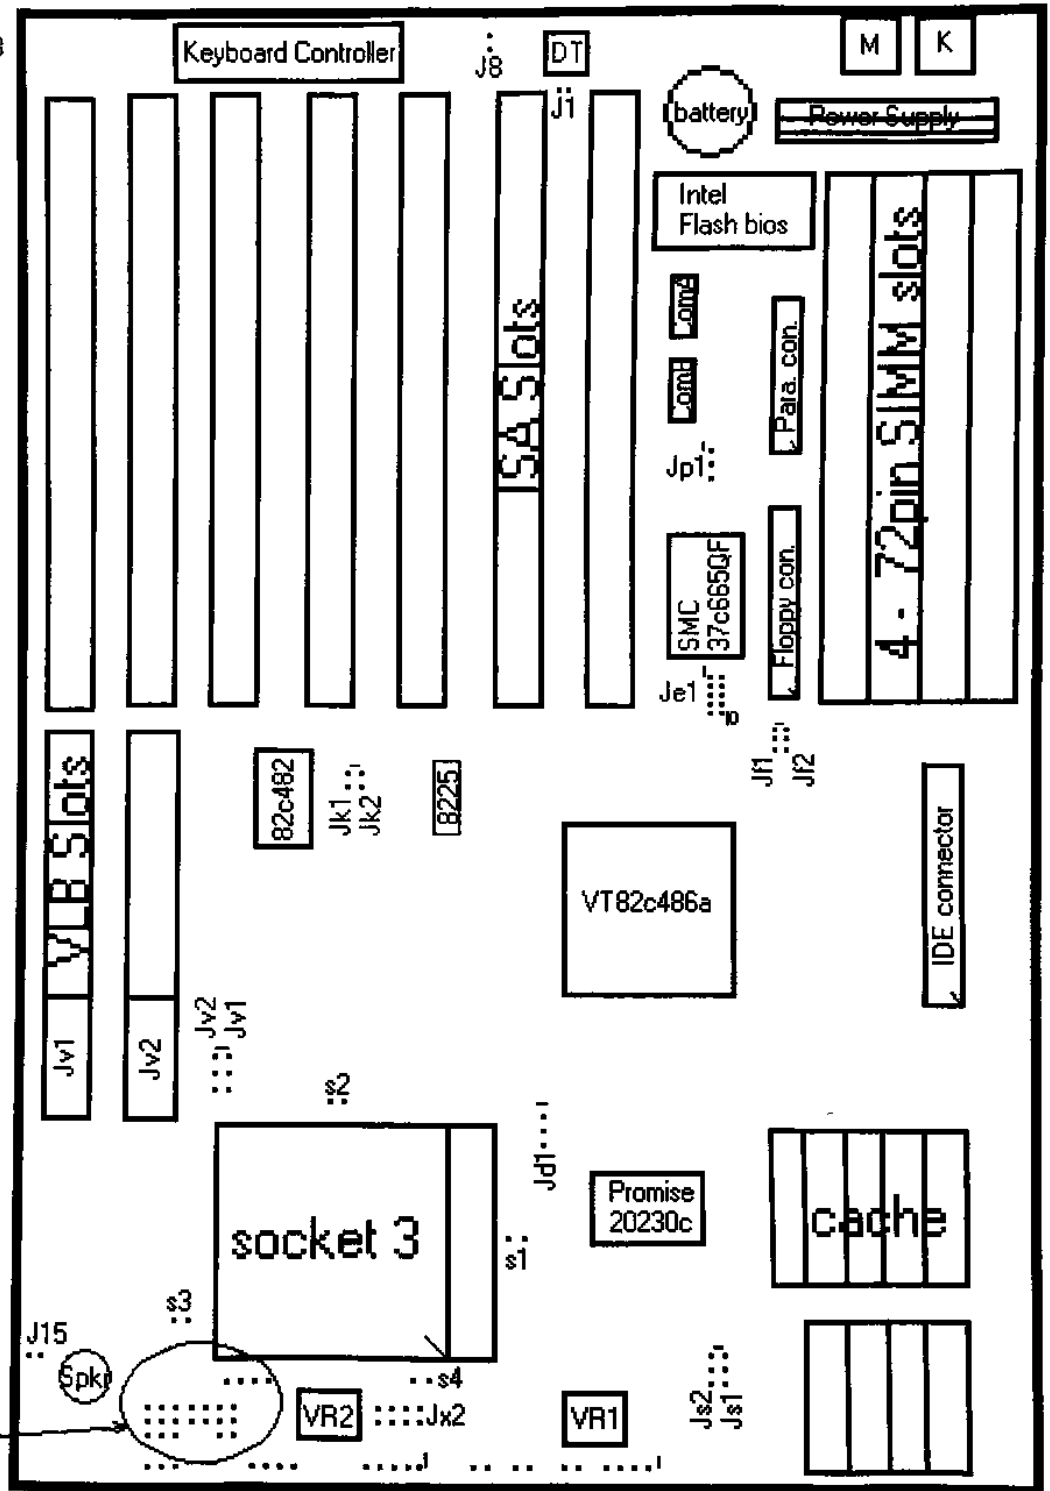 Keyboard Controller
J8
DT
J1
M
K
battery
Power Supply
Intel
Flash bios
ISA Slots
ComA
ComB
Para. con.
4 - 72pin SIMM slots
Jp1
SMC
37c665QF
Floppy con.
Je1
10
Jf1
Jf2
VLB Slots
82c482
Jk1
Jk2
8225
VT82c486a
IDE connector
Jv1
Jv2
Jv2
Jv1
s2
Jd1
Promise
20230c
cache
socket 3
s1
s3
J15
Spkr
s4
VR2
Jx2
VR1
Js2
Js1